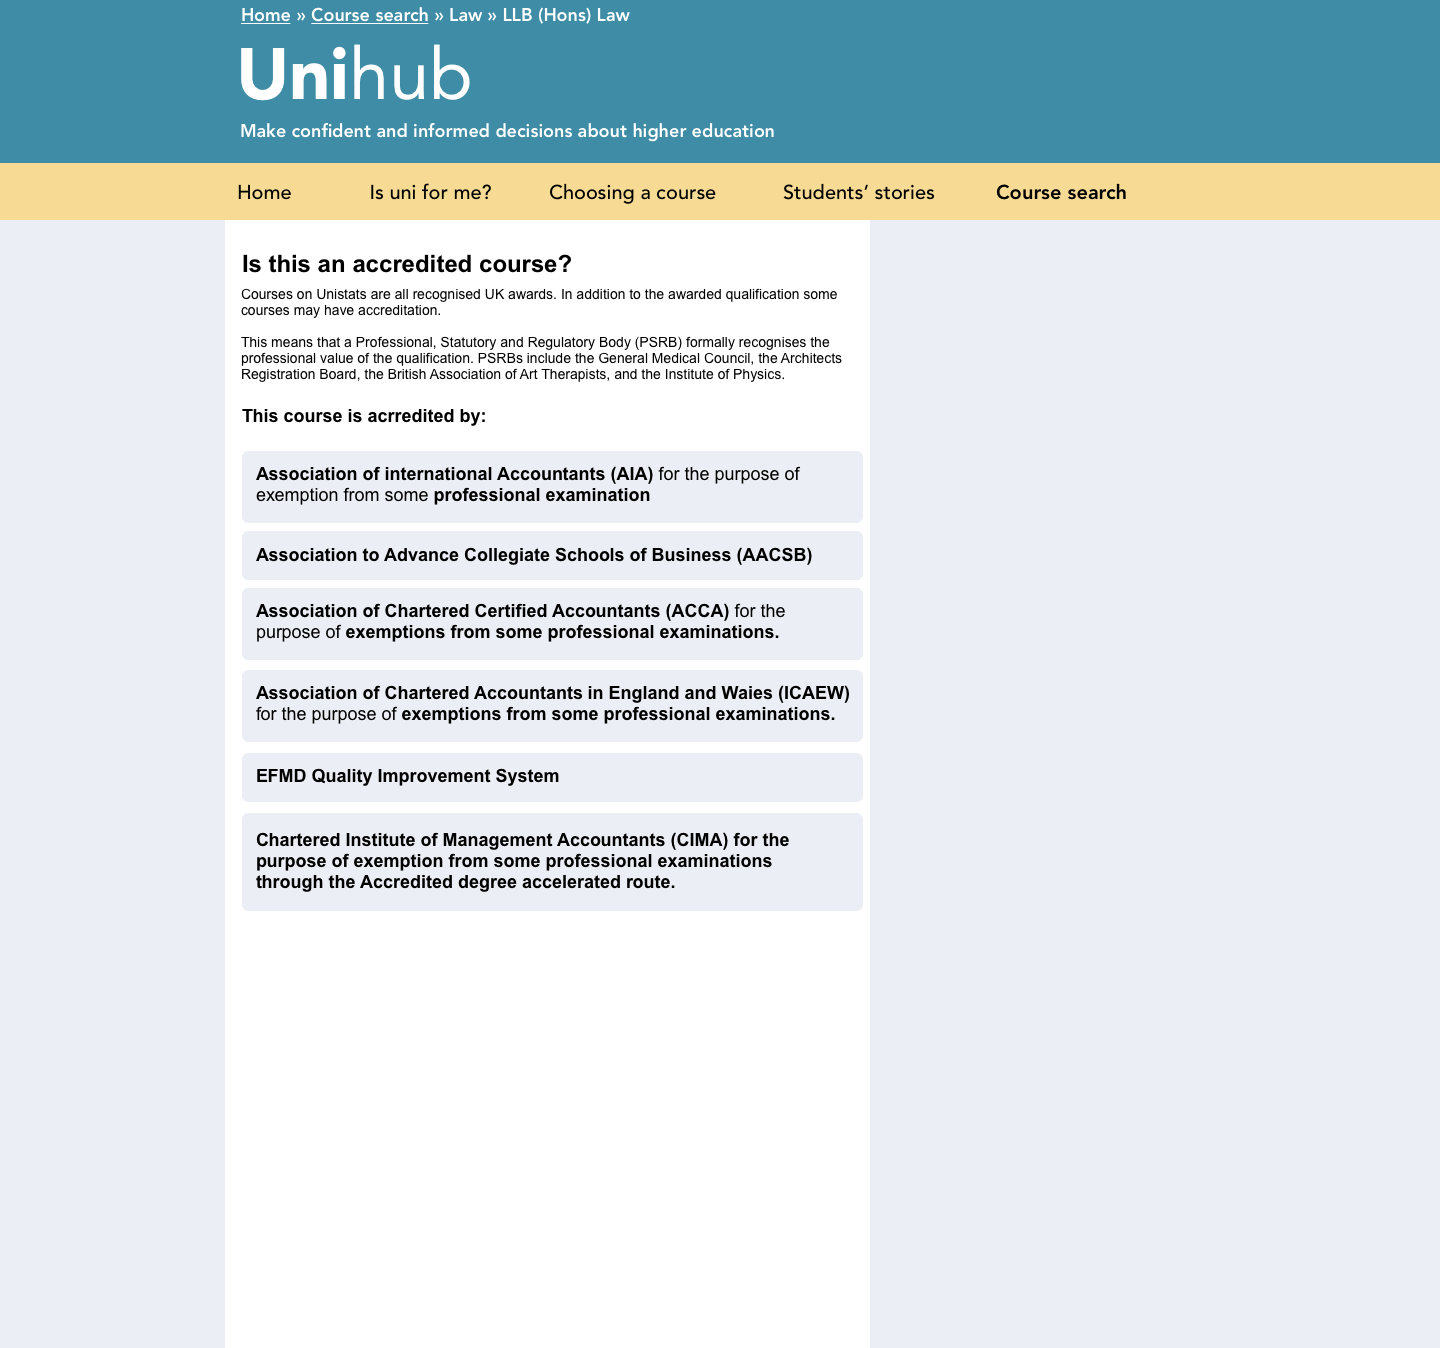 Home » Course search » Law » LLB (Hons) Law
Unihub
Make confident and informed decisions about higher education
Home Is uni for me? Choosing a course Students’ stories Course search
Is this an accredited course?
Courses on Unistats are all recognised UK awards. In addition to the awarded qualification some
courses may have accreditation.
This means that a Professional, Statutory and Regulatory Body (PSRB) formally recognises the
professional value of the qualification. PSRBs include the General Medical Council, the Architects
Registration Board, the British Association of Art Therapists, and the Institute of Physics.
This course is acrredited by:
Association of international Accountants (AIA) for the purpose of
exemption from some professional examination
Association to Advance Collegiate Schools of Business (AACSB)
Association of Chartered Certified Accountants (ACCA) for the
purpose of exemptions from some professional examinations.
Association of Chartered Accountants in England and Waies (ICAEW)
for the purpose of exemptions from some professional examinations.
EFMD Quality Improvement System
Chartered Institute of Management Accountants (CIMA) for the
purpose of exemption from some professional examinations
through the Accredited degree accelerated route.